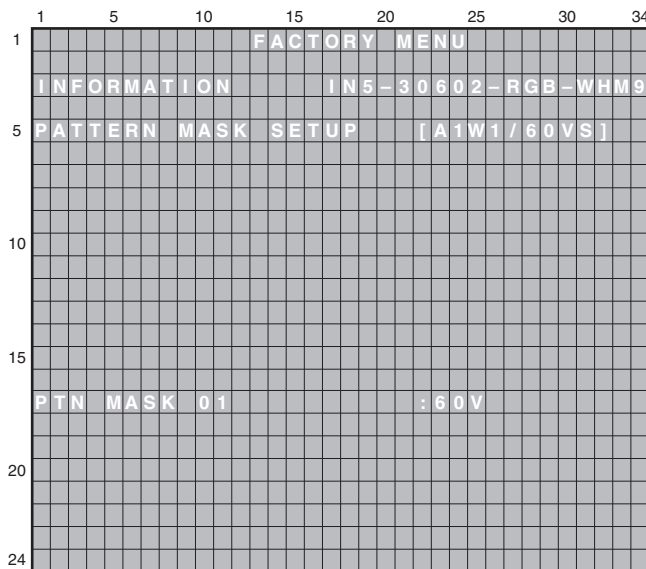 1 5 10 15 20 25 30 34
1 FACTORY MENU
INFORMATION IN5-30602-RGB-WHM9
5 PATTERN MASK SETUP [A1W1/60VS]
10
15
PTN MASK 01 :60V
20
24